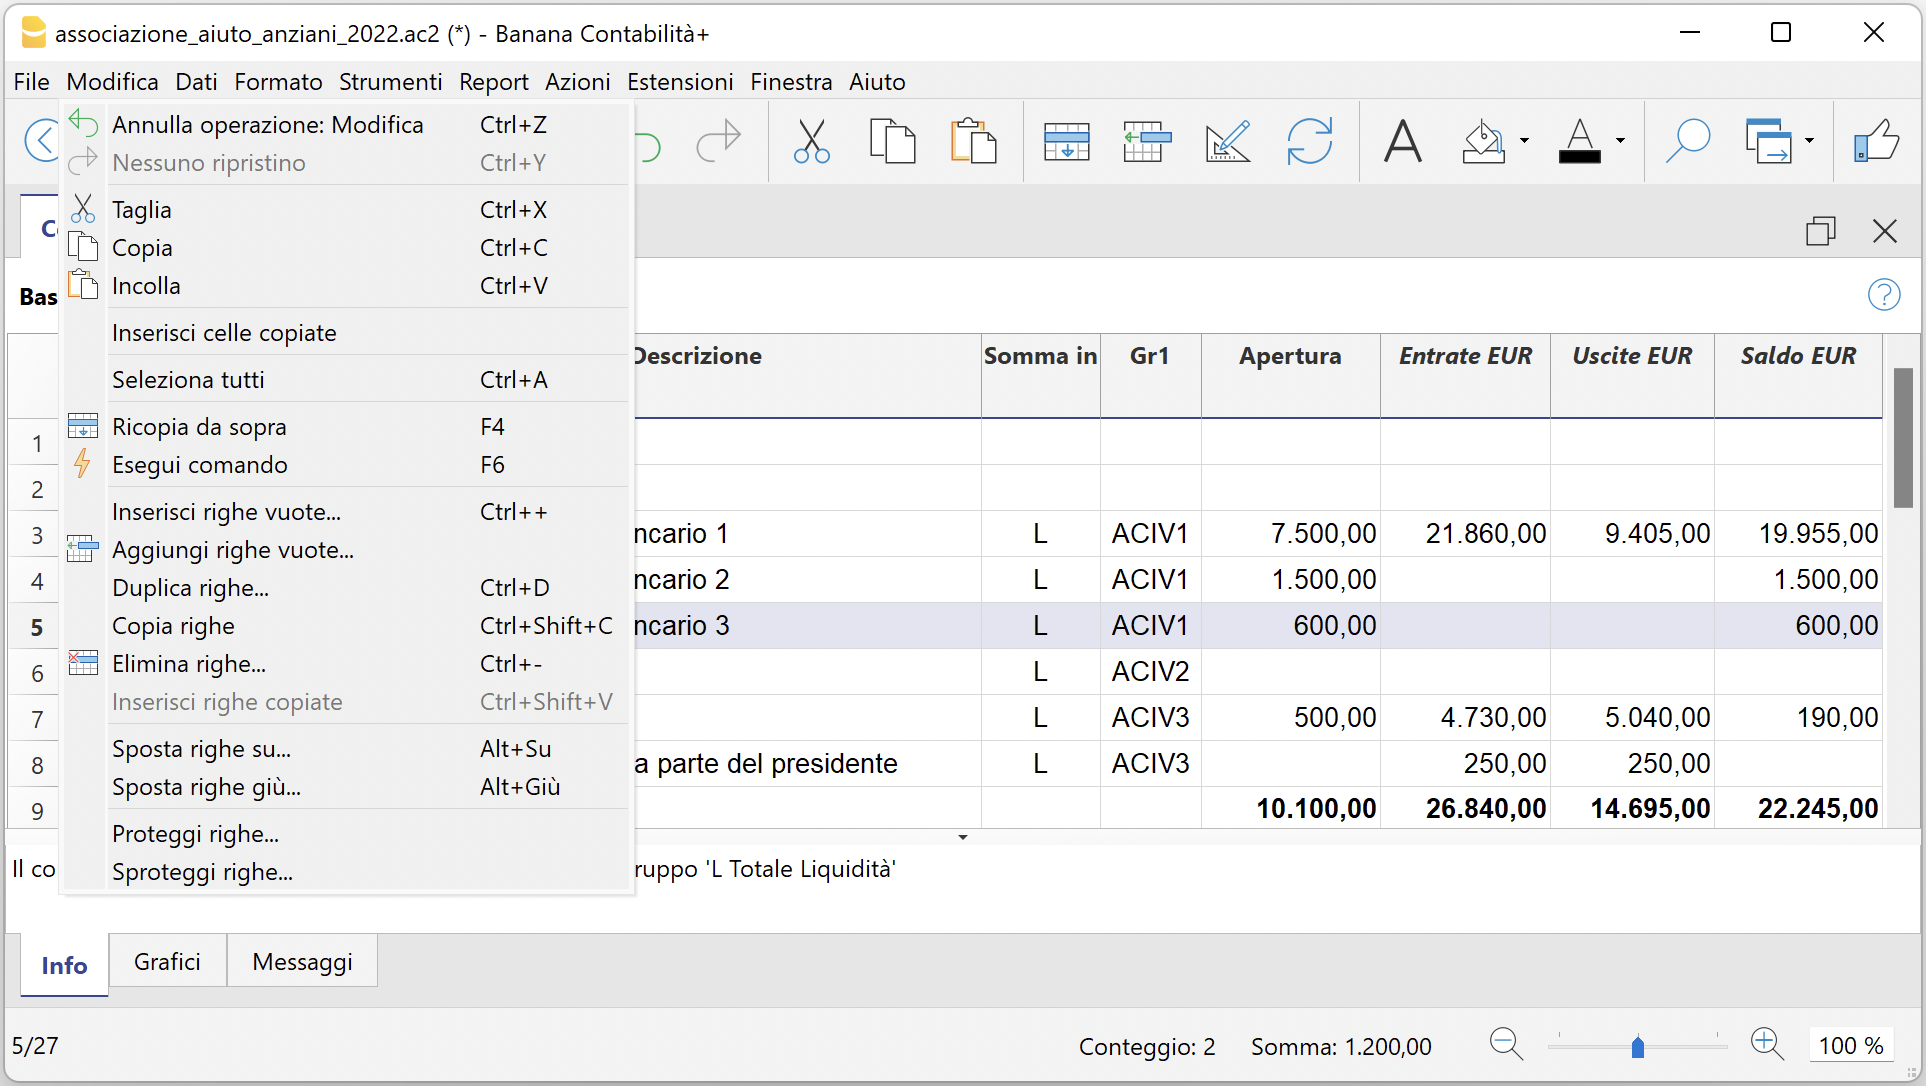 associazione_aiuto_anziani_2022.ac2 (*) - Banana Contabilità+
File Modifica Dati Formato Strumenti Report Azioni Estensioni Finestra Aiuto
Annulla operazione: Modifica Ctrl+Z
Nessuno ripristino Ctrl+Y
Taglia Ctrl+X
Copia Ctrl+C
Incolla Ctrl+V
Inserisci celle copiate
Seleziona tutti Ctrl+A
Ricopia da sopra F4
Esegui comando F6
Inserisci righe vuote... Ctrl++
Aggiungi righe vuote...
Duplica righe... Ctrl+D
Copia righe Ctrl+Shift+C
Elimina righe... Ctrl+-
Inserisci righe copiate Ctrl+Shift+V
Sposta righe su... Alt+Su
Sposta righe giù... Alt+Giù
Proteggi righe...
Sproteggi righe...
Bas
Descrizione Somma in Gr1 Apertura Entrate EUR Uscite EUR Saldo EUR
1
2
3 ncario 1 L ACIV1 7.500,00 21.860,00 9.405,00 19.955,00
4 ncario 2 L ACIV1 1.500,00 1.500,00
5 ncario 3 L ACIV1 600,00 600,00
6 L ACIV2
7 L ACIV3 500,00 4.730,00 5.040,00 190,00
8 a parte del presidente L ACIV3 250,00 250,00
9 10.100,00 26.840,00 14.695,00 22.245,00
Il co ruppo 'L Totale Liquidità'
Info Grafici Messaggi
5/27 Conteggio: 2 Somma: 1.200,00 100 %